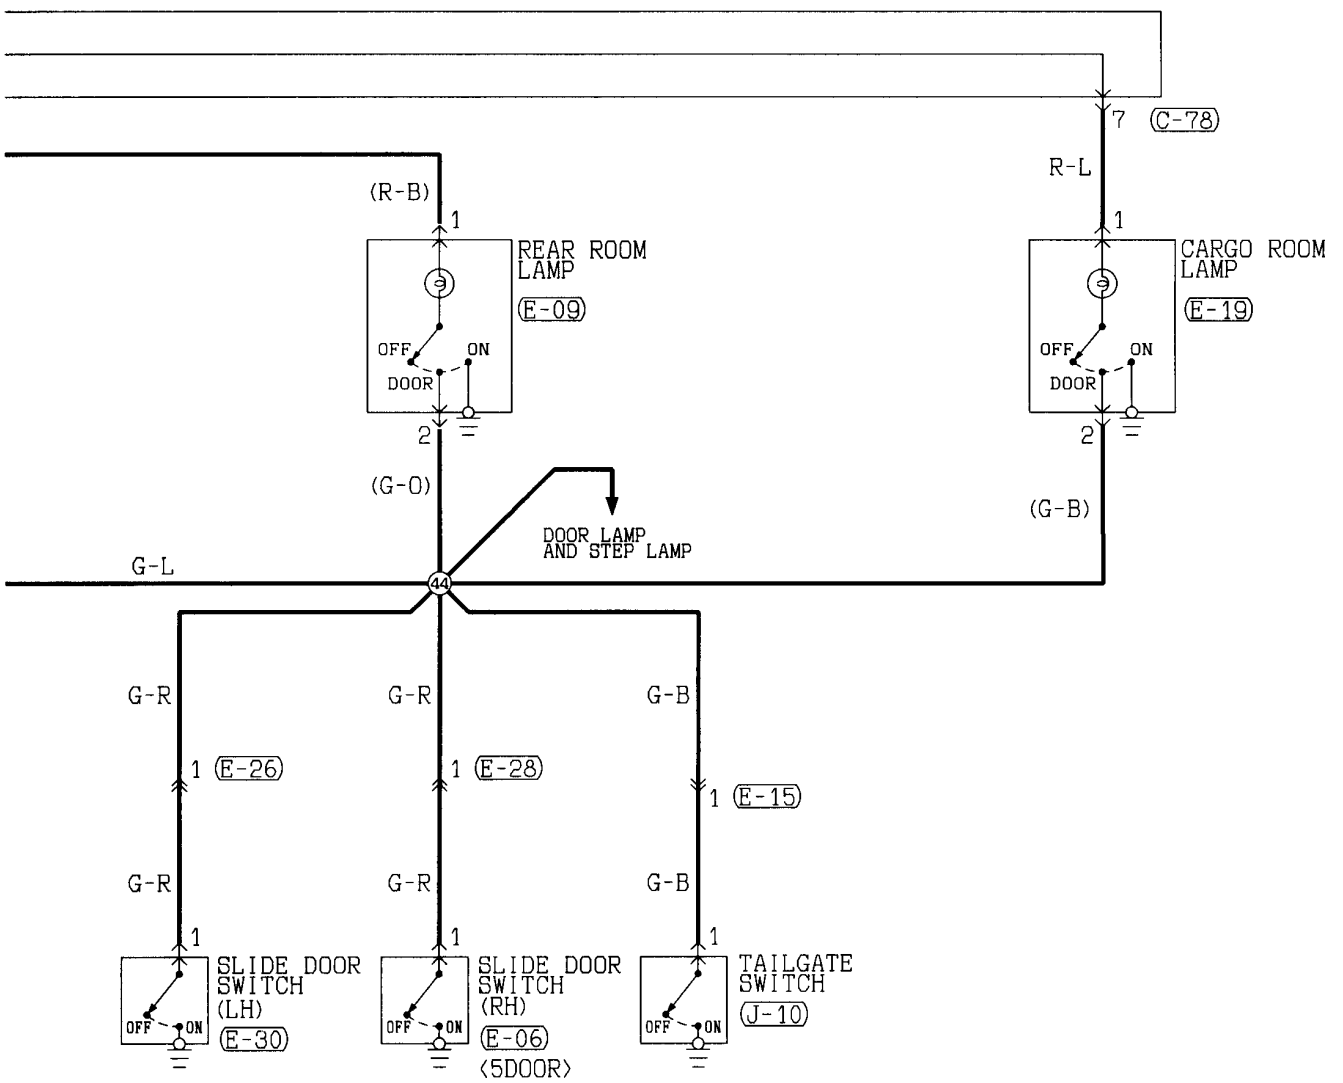 7 (C-78)
R-L
(R-B)
1
1
REAR ROOM
LAMP
(E-09)
CARGO ROOM
LAMP
(E-19)
OFF ON
DOOR
OFF ON
DOOR
2
2
(G-O)
(G-B)
DOOR LAMP
AND STEP LAMP
G-L
44
G-R
G-R
G-B
1 (E-26)
1 (E-28)
1 (E-15)
G-R
G-R
G-B
1
1
1
SLIDE DOOR
SWITCH
(LH)
(E-30)
OFF ON
SLIDE DOOR
SWITCH
(RH)
(E-06)
<5DOOR>
OFF ON
TAILGATE
SWITCH
(J-10)
OFF ON